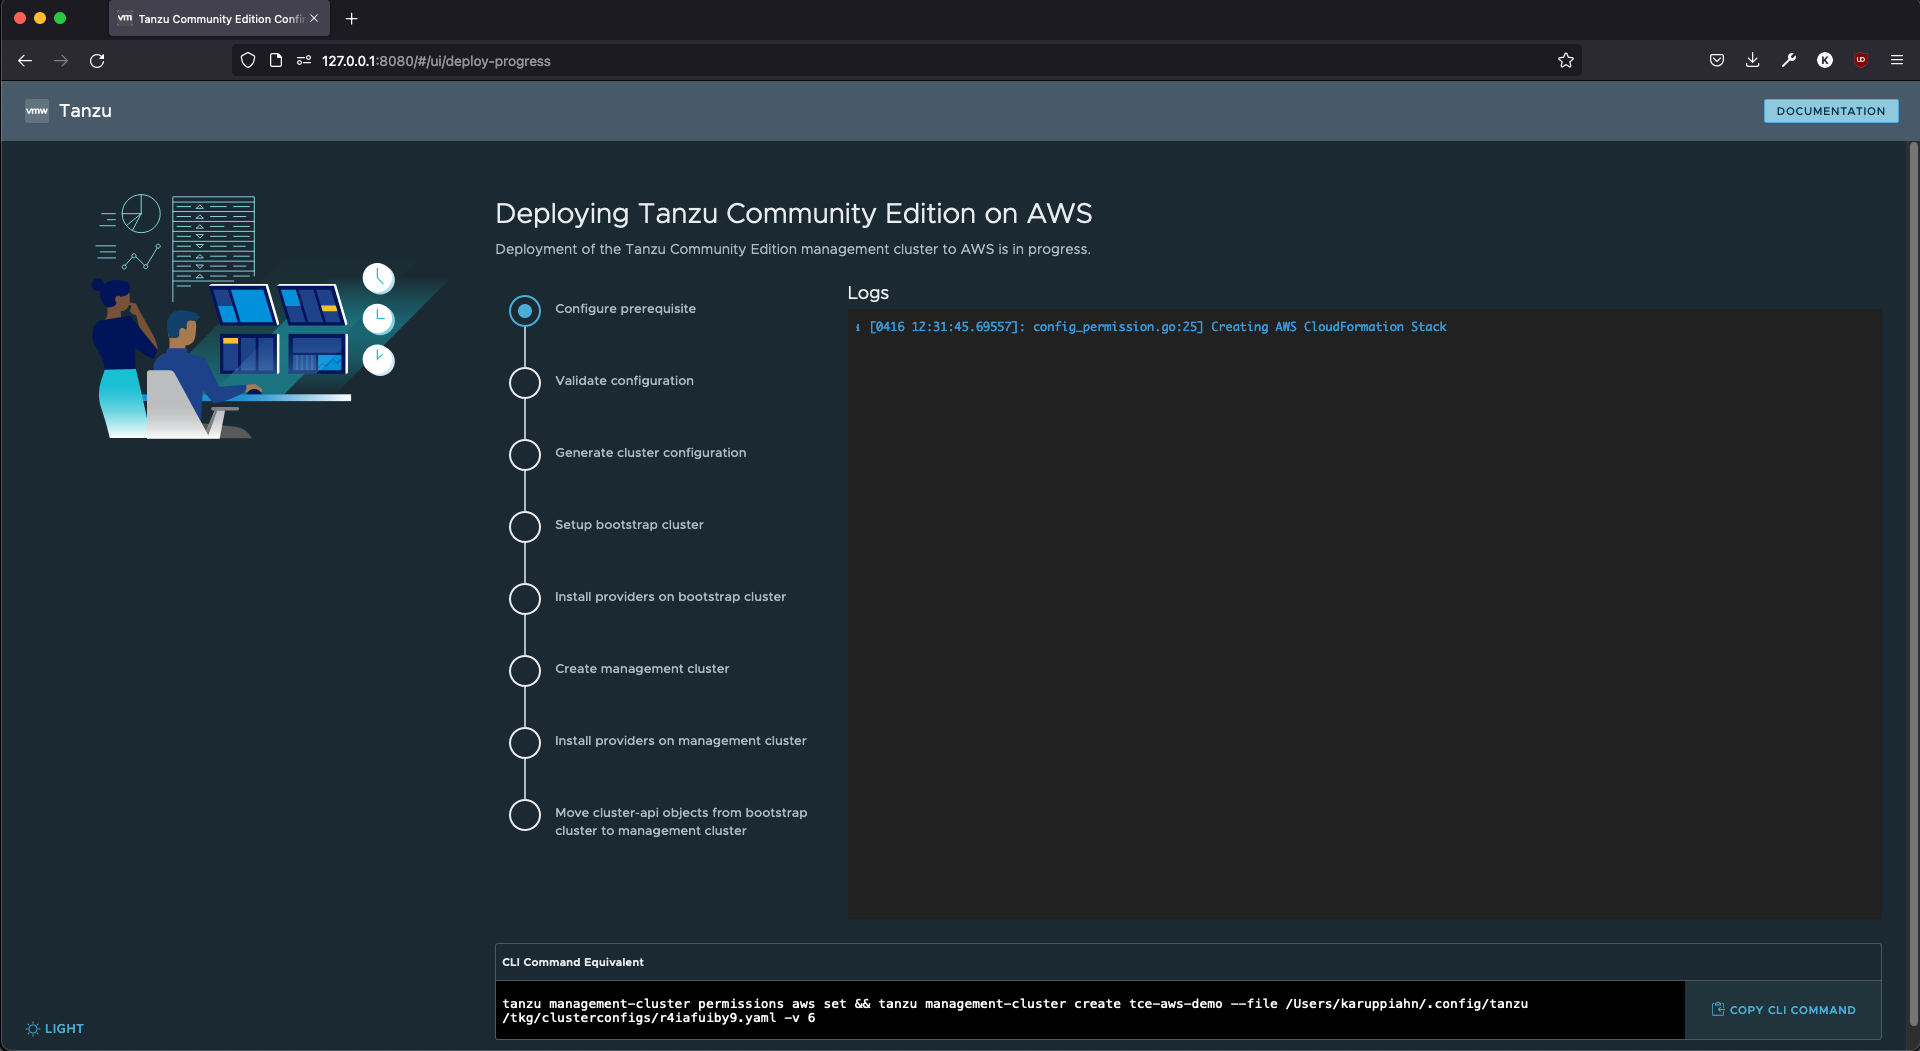 vm Tanzu Community Edition Confir
127.0.0.1:8080/#/ui/deploy-progress
K
UD
vmw Tanzu
DOCUMENTATION
Deploying Tanzu Community Edition on AWS
Deployment of the Tanzu Community Edition management cluster to AWS is in progress.
Logs
i [0416 12:31:45.69557]: config_permission.go:25] Creating AWS CloudFormation Stack
Configure prerequisite
Validate configuration
Generate cluster configuration
Setup bootstrap cluster
Install providers on bootstrap cluster
Create management cluster
Install providers on management cluster
Move cluster-api objects from bootstrap
cluster to management cluster
CLI Command Equivalent
tanzu management-cluster permissions aws set && tanzu management-cluster create tce-aws-demo --file /Users/karuppiahn/.config/tanzu
/tkg/clusterconfigs/r4iafuiby9.yaml -v 6
COPY CLI COMMAND
LIGHT